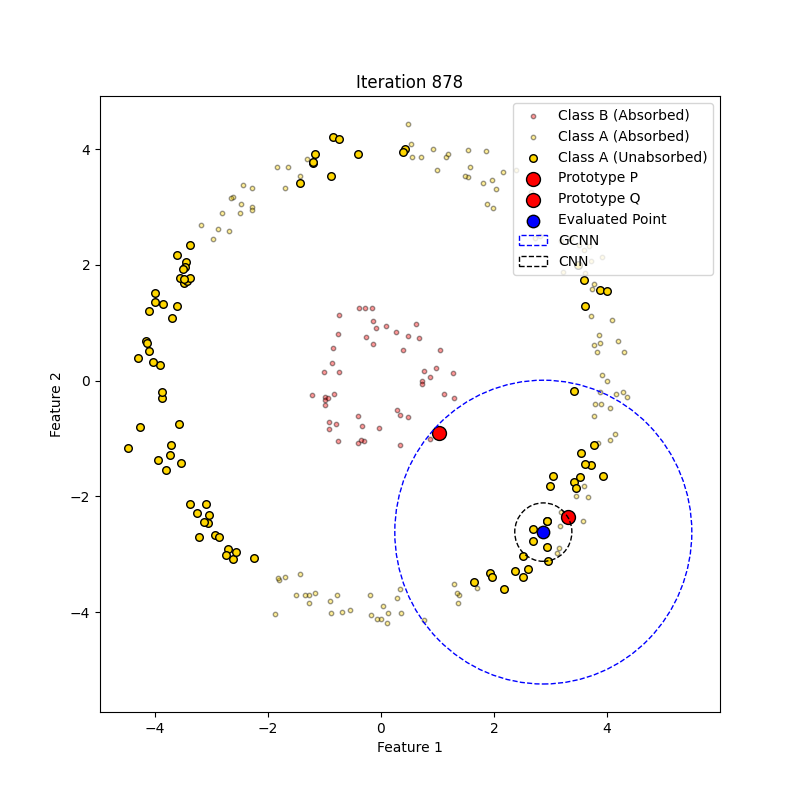 Iteration 878
Class B (Absorbed)
Class A (Absorbed)
Class A (Unabsorbed)
Prototype P
Prototype Q
Evaluated Point
GCNN
CNN
4
2
0
−2
−4
Feature 2
−4
−2
0
2
4
Feature 1